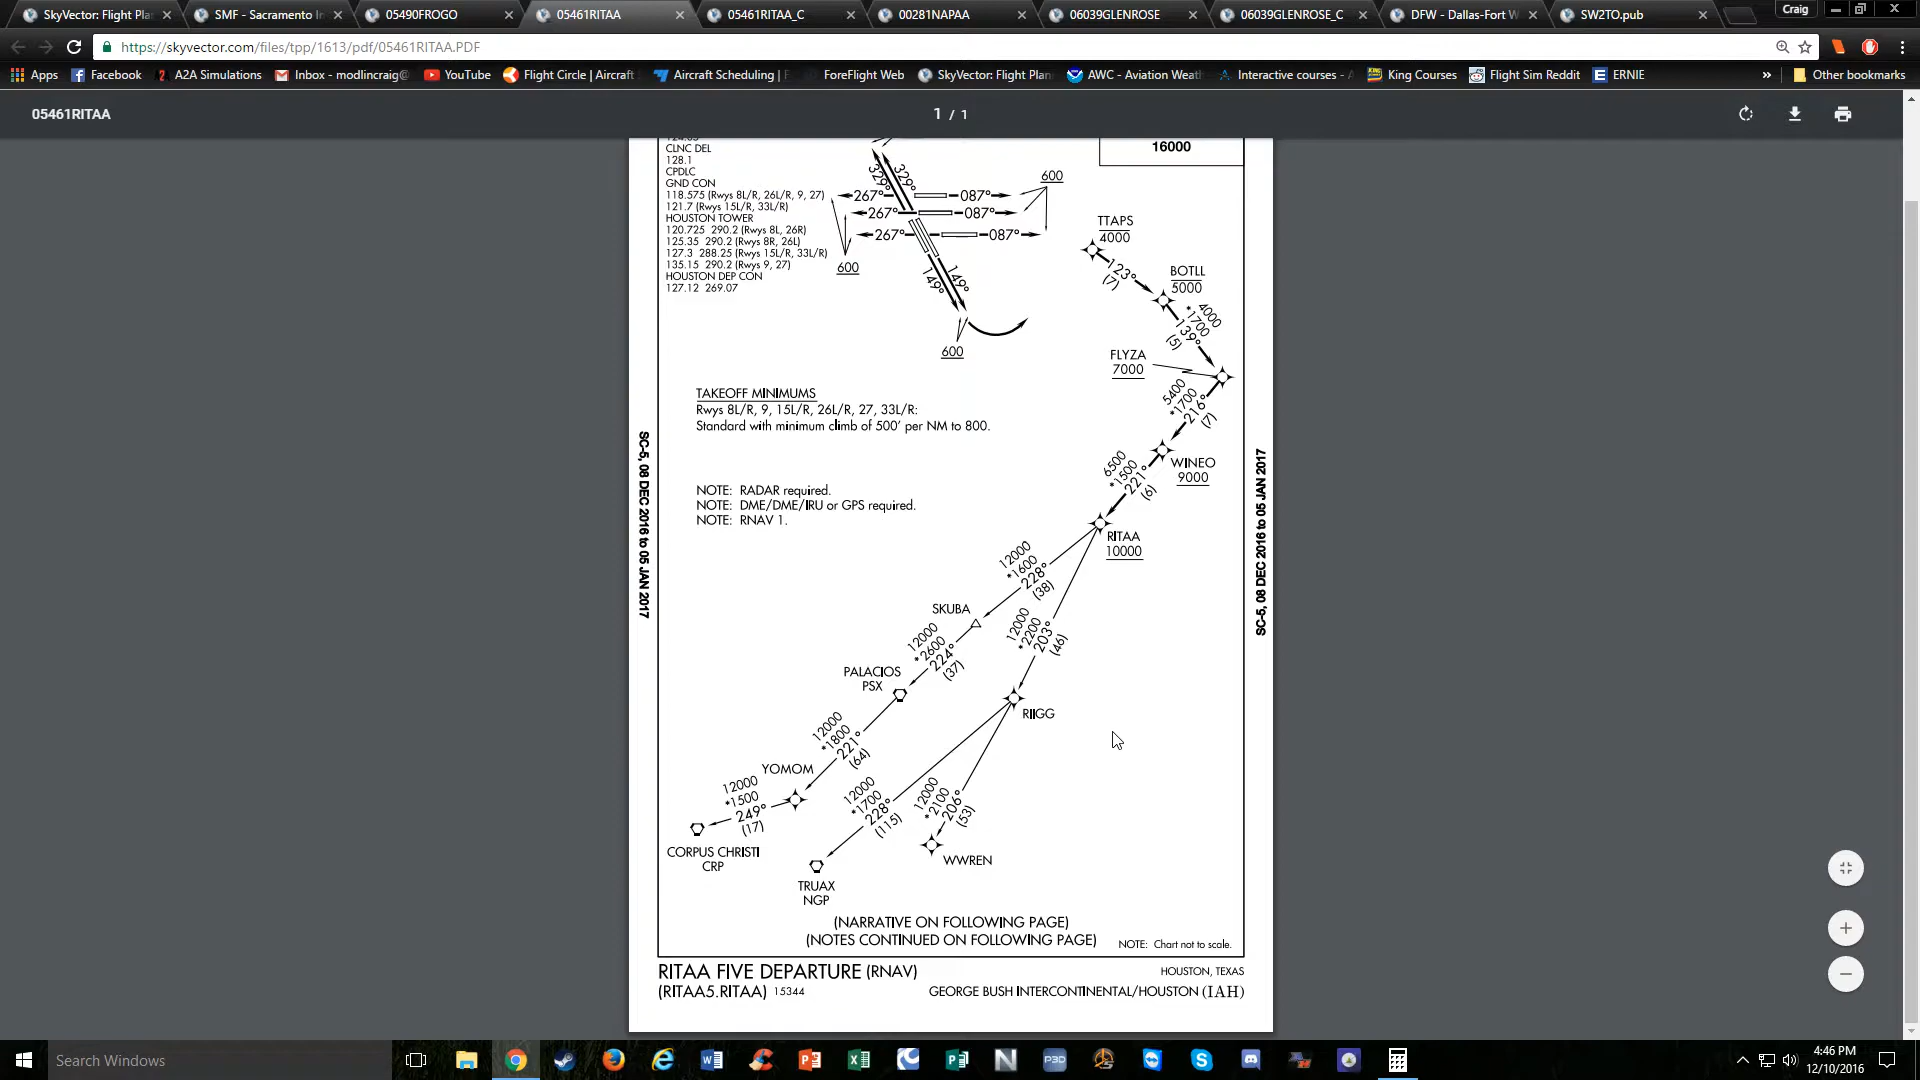 SkyVector: Flight Pla
SMF - Sacramento In
05490FROGO
05461RITAA
05461RITAA_C
00281NAPAA
06039GLENROSE
06039GLENROSE_C
DFW - Dallas-Fort W
SW2TO.pub
Craig
https://skyvector.com/files/tpp/1613/pdf/05461RITAA.PDF
Apps
Facebook
A2A Simulations
Inbox - modlincraig@
YouTube
Flight Circle | Aircraft
Aircraft Scheduling | F
ForeFlight Web
SkyVector: Flight Plan
AWC - Aviation Weath
Interactive courses - A
King Courses
Flight Sim Reddit
ERNIE
»
Other bookmarks
05461RITAA
1 / 1
CLNC DEL
128.1
CPDLC
GND CON
118.575 (Rwys 8L/R, 26L/R, 9, 27)
121.7 (Rwys 15L/R, 33L/R)
HOUSTON TOWER
120.725 290.2 (Rwys 8L, 26R)
125.35 290.2 (Rwys 8R, 26L)
127.3 288.25 (Rwys 15L/R, 33L/R)
135.15 290.2 (Rwys 9, 27)
HOUSTON DEP CON
127.12 269.07
16000
329°
329°
267°
087°
267°
087°
267°
087°
600
600
149°
149°
600
TTAPS
4000
123°
(7)
BOTLL
5000
4000
*1700
139°
(5)
FLYZA
7000
5400
*1700
216°
(7)
WINEO
9000
6500
*1500
221°
(6)
RITAA
10000
TAKEOFF MINIMUMS
Rwys 8L/R, 9, 15L/R, 26L/R, 27, 33L/R:
Standard with minimum climb of 500' per NM to 800.
NOTE: RADAR required.
NOTE: DME/DME/IRU or GPS required.
NOTE: RNAV 1.
SC-5, 08 DEC 2016 to 05 JAN 2017
SC-5, 08 DEC 2016 to 05 JAN 2017
12000
*1600
228°
(38)
SKUBA
12000
*2200
203°
(46)
12000
*2600
224°
(37)
PALACIOS
PSX
RIIGG
12000
*1800
221°
(64)
YOMOM
12000
*1500
249°
(17)
CORPUS CHRISTI
CRP
12000
*1700
228°
(115)
TRUAX
NGP
12000
*2100
206°
(53)
WWREN
(NARRATIVE ON FOLLOWING PAGE)
(NOTES CONTINUED ON FOLLOWING PAGE)
NOTE: Chart not to scale.
RITAA FIVE DEPARTURE (RNAV)
(RITAA5.RITAA) 15344
HOUSTON, TEXAS
GEORGE BUSH INTERCONTINENTAL/HOUSTON (IAH)
Search Windows
4:46 PM
12/10/2016